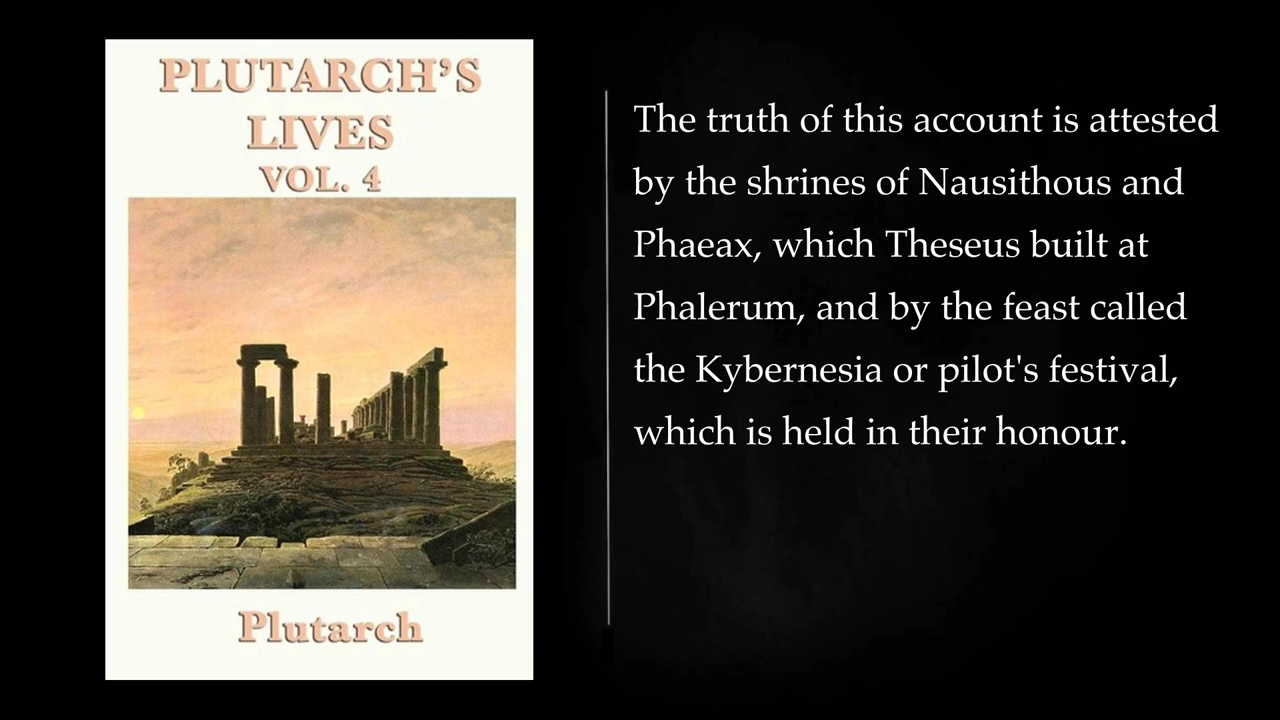 PLUTARCH'S
LIVES
VOL. 4
Plutarch
The truth of this account is attested
by the shrines of Nausithous and
Phaeax, which Theseus built at
Phalerum, and by the feast called
the Kybernesia or pilot's festival,
which is held in their honour.